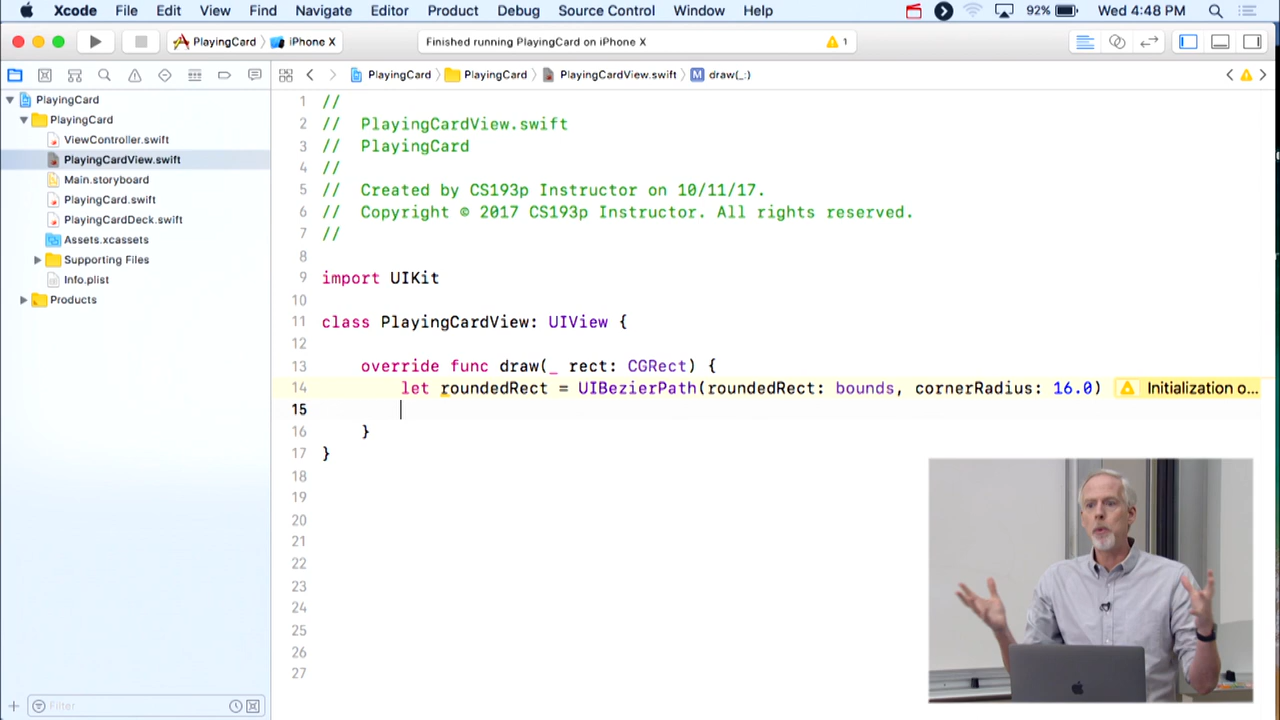 Xcode File Edit View Find Navigate Editor Product Debug Source Control Window Help 92% Wed 4:48 PM
PlayingCard iPhone X Finished running PlayingCard on iPhone X 1
PlayingCard PlayingCard PlayingCardView.swift M draw(_:)
PlayingCard
PlayingCard
ViewController.swift
PlayingCardView.swift
Main.storyboard
PlayingCard.swift
PlayingCardDeck.swift
Assets.xcassets
Supporting Files
Info.plist
Products
Filter
1 //
2 // PlayingCardView.swift
3 // PlayingCard
4 //
5 // Created by CS193p Instructor on 10/11/17.
6 // Copyright © 2017 CS193p Instructor. All rights reserved.
7 //
8
9 import UIKit
10
11 class PlayingCardView: UIView {
12
13 override func draw(_ rect: CGRect) {
14 let roundedRect = UIBezierPath(roundedRect: bounds, cornerRadius: 16.0) Initialization o...
15
16 }
17 }
18
19
20
21
22
23
24
25
26
27